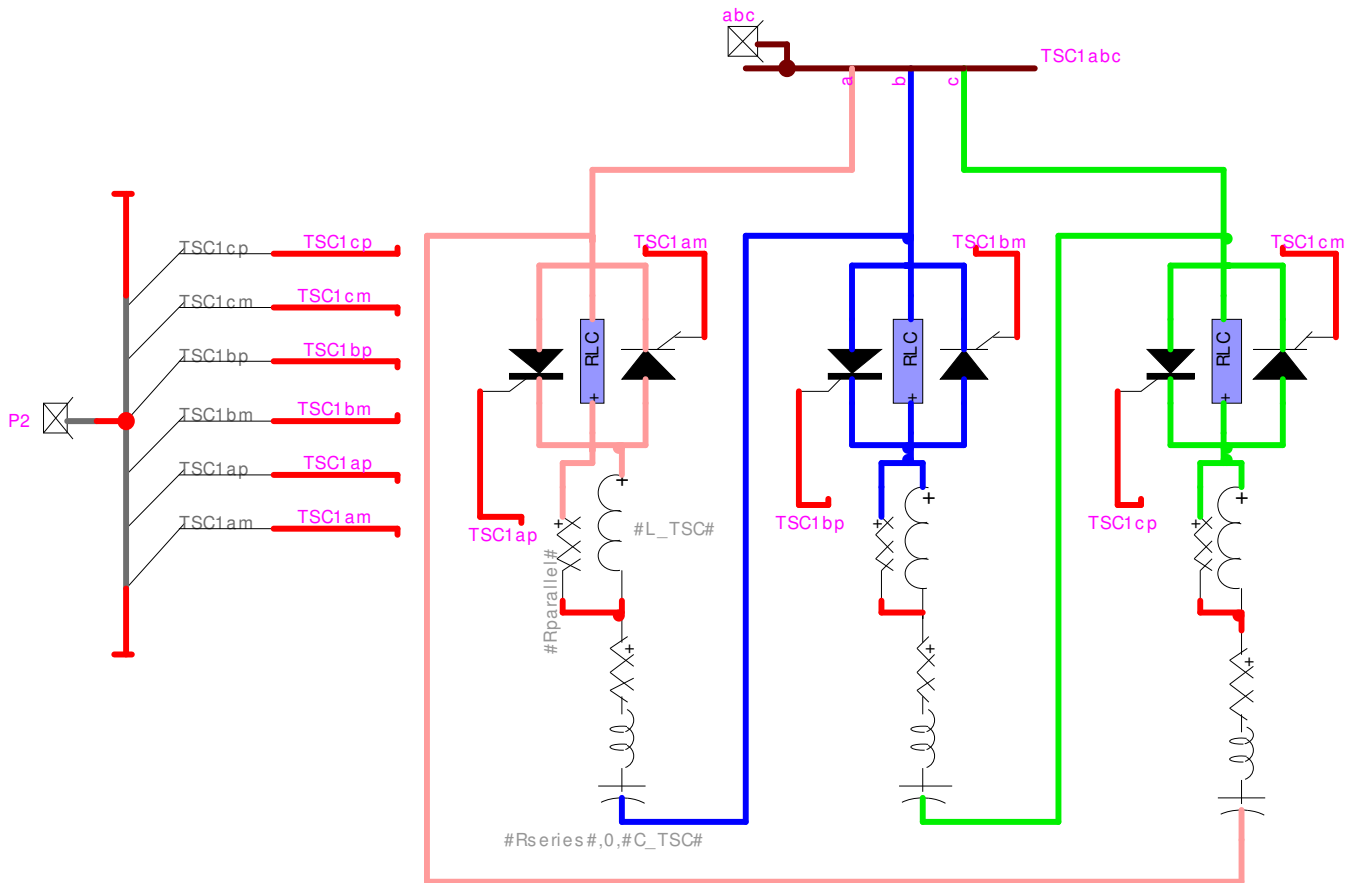 abc
TSC1abc
a
b
c
TSC1cp TSC1cp
TSC1cm TSC1cm
TSC1bp TSC1bp
TSC1bm TSC1bm
TSC1ap TSC1ap
TSC1am TSC1am
P2
TSC1am
TSC1bm
TSC1cm
RLC
+
RLC
+
RLC
+
TSC1ap
TSC1bp
TSC1cp
+
+
+
+
+
+
#L_TSC#
#Rparallel#
+
+
+
#Rseries#,0,#C_TSC#